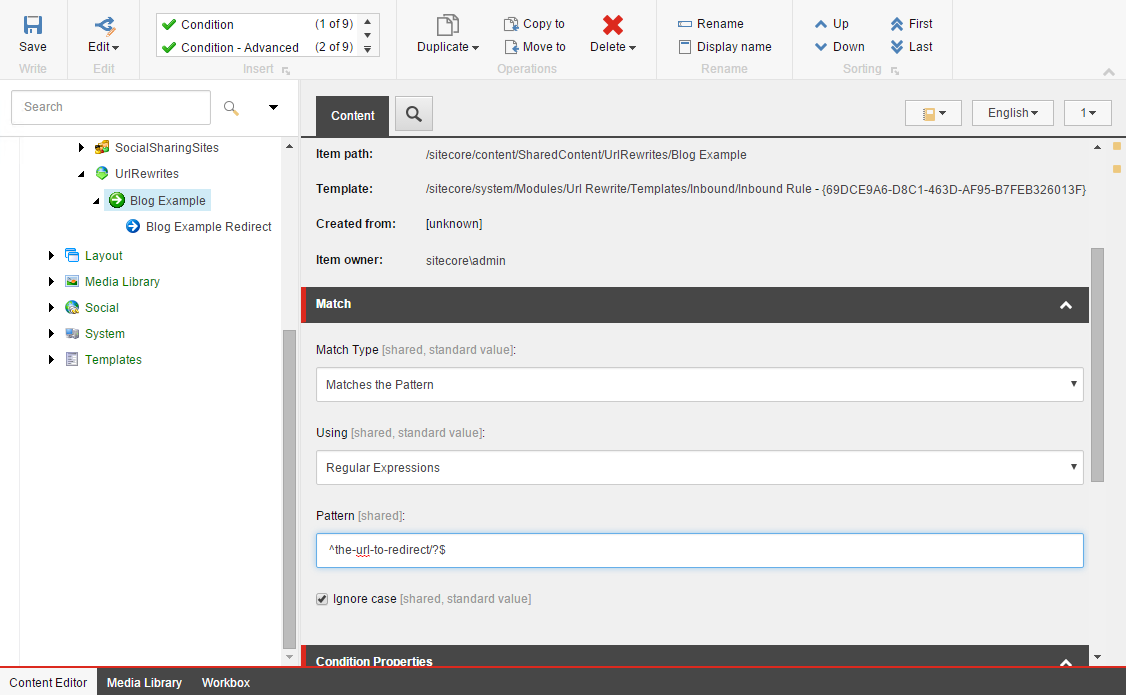 Save
Write
Edit
Edit
Condition (1 of 9)
Condition - Advanced (2 of 9)
Insert
Duplicate
Copy to
Move to
Delete
Operations
Rename
Display name
Rename
Up
Down
First
Last
Sorting
Search
SocialSharingSites
UrlRewrites
Blog Example
Blog Example Redirect
Layout
Media Library
Social
System
Templates
Content
English
1
Item path: /sitecore/content/SharedContent/UrlRewrites/Blog Example
Template: /sitecore/system/Modules/Url Rewrite/Templates/Inbound/Inbound Rule - {69DCE9A6-D8C1-463D-AF95-B7FEB326013F}
Created from: [unknown]
Item owner: sitecore\admin
Match
Match Type [shared, standard value]:
Matches the Pattern
Using [shared, standard value]:
Regular Expressions
Pattern [shared]:
^the-url-to-redirect/?$
Ignore case [shared, standard value]
Condition Properties
Content Editor
Media Library
Workbox